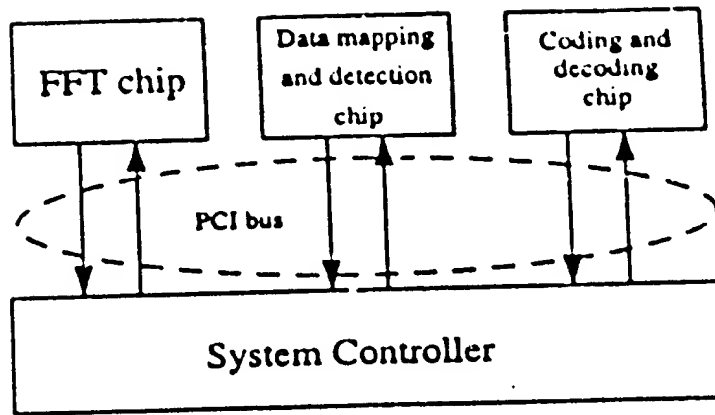 FFT chip
Data mapping
and detection
chip
Coding and
decoding
chip
PCI bus
System Controller